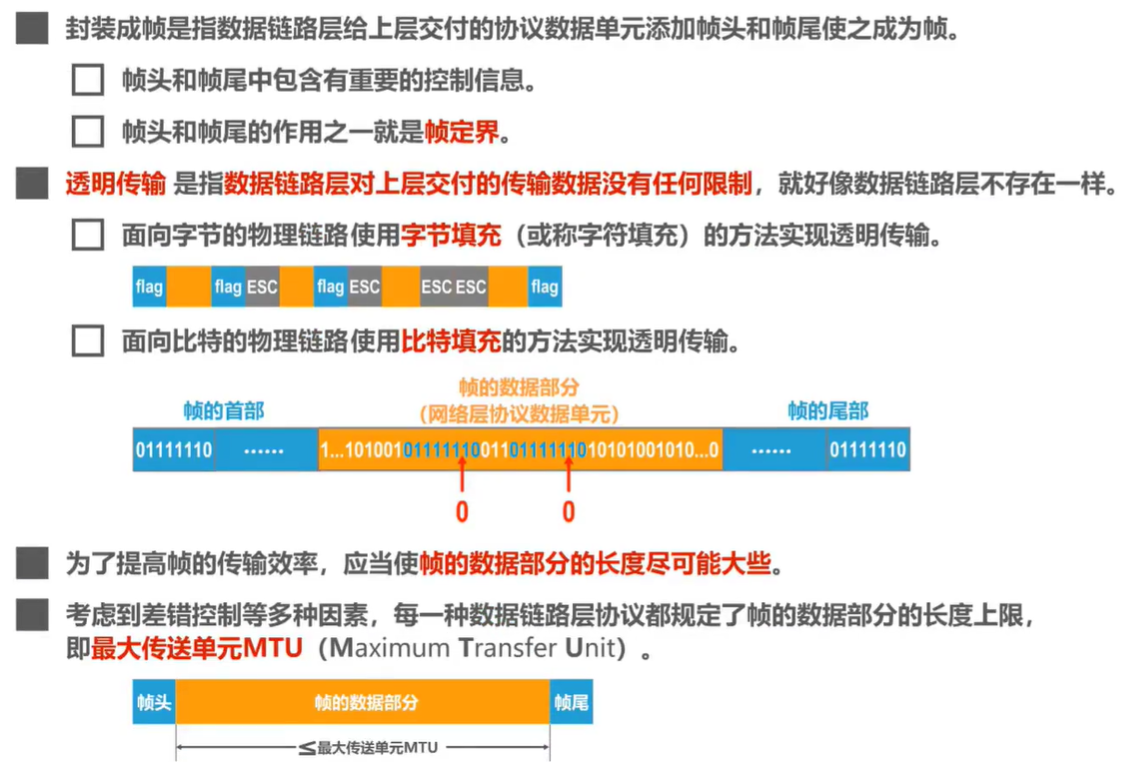 封装成帧是指数据链路层给上层交付的协议数据单元添加帧头和帧尾使之成为帧。
帧头和帧尾中包含有重要的控制信息。
帧头和帧尾的作用之一就是帧定界。
透明传输 是指数据链路层对上层交付的传输数据没有任何限制，就好像数据链路层不存在一样。
面向字节的物理链路使用字节填充（或称字符填充）的方法实现透明传输。
flag flag ESC flag ESC ESC ESC flag
面向比特的物理链路使用比特填充的方法实现透明传输。
帧的数据部分
帧的首部 （网络层协议数据单元） 帧的尾部
01111110 …… 1...101001011111100110111111010101001010...0 …… 01111110
0 0
为了提高帧的传输效率，应当使帧的数据部分的长度尽可能大些。
考虑到差错控制等多种因素，每一种数据链路层协议都规定了帧的数据部分的长度上限，
即最大传送单元MTU（Maximum Transfer Unit）。
帧头 帧的数据部分 帧尾
≤最大传送单元MTU